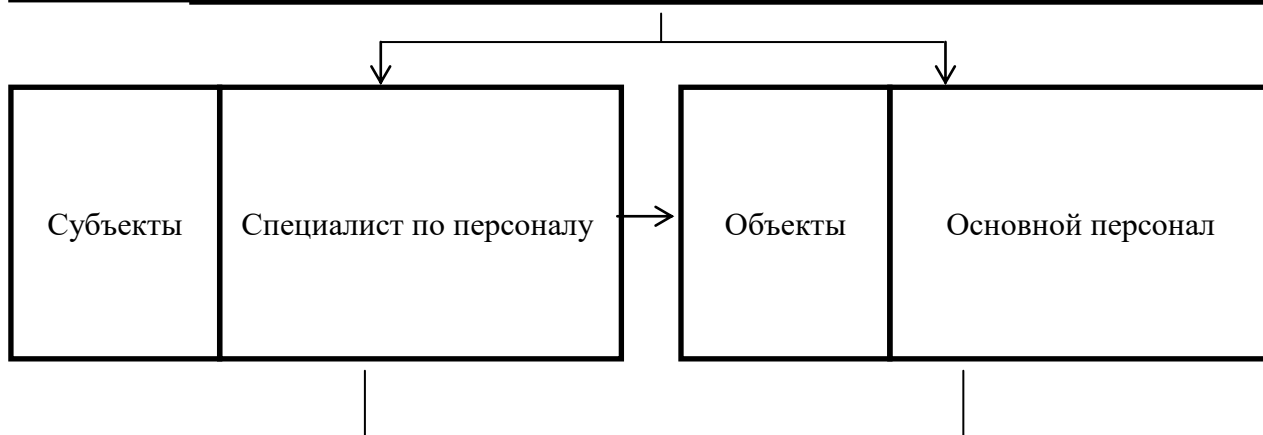 Субъекты
Специалист по персоналу
Объекты
Основной персонал